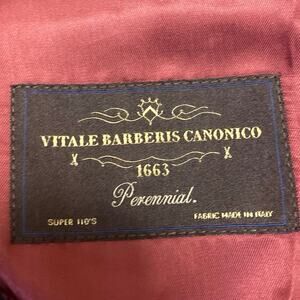 VITALE BARBERIS CANONICO
1663
Perennial.
SUPER 110'S
FABRIC MADE IN ITALY